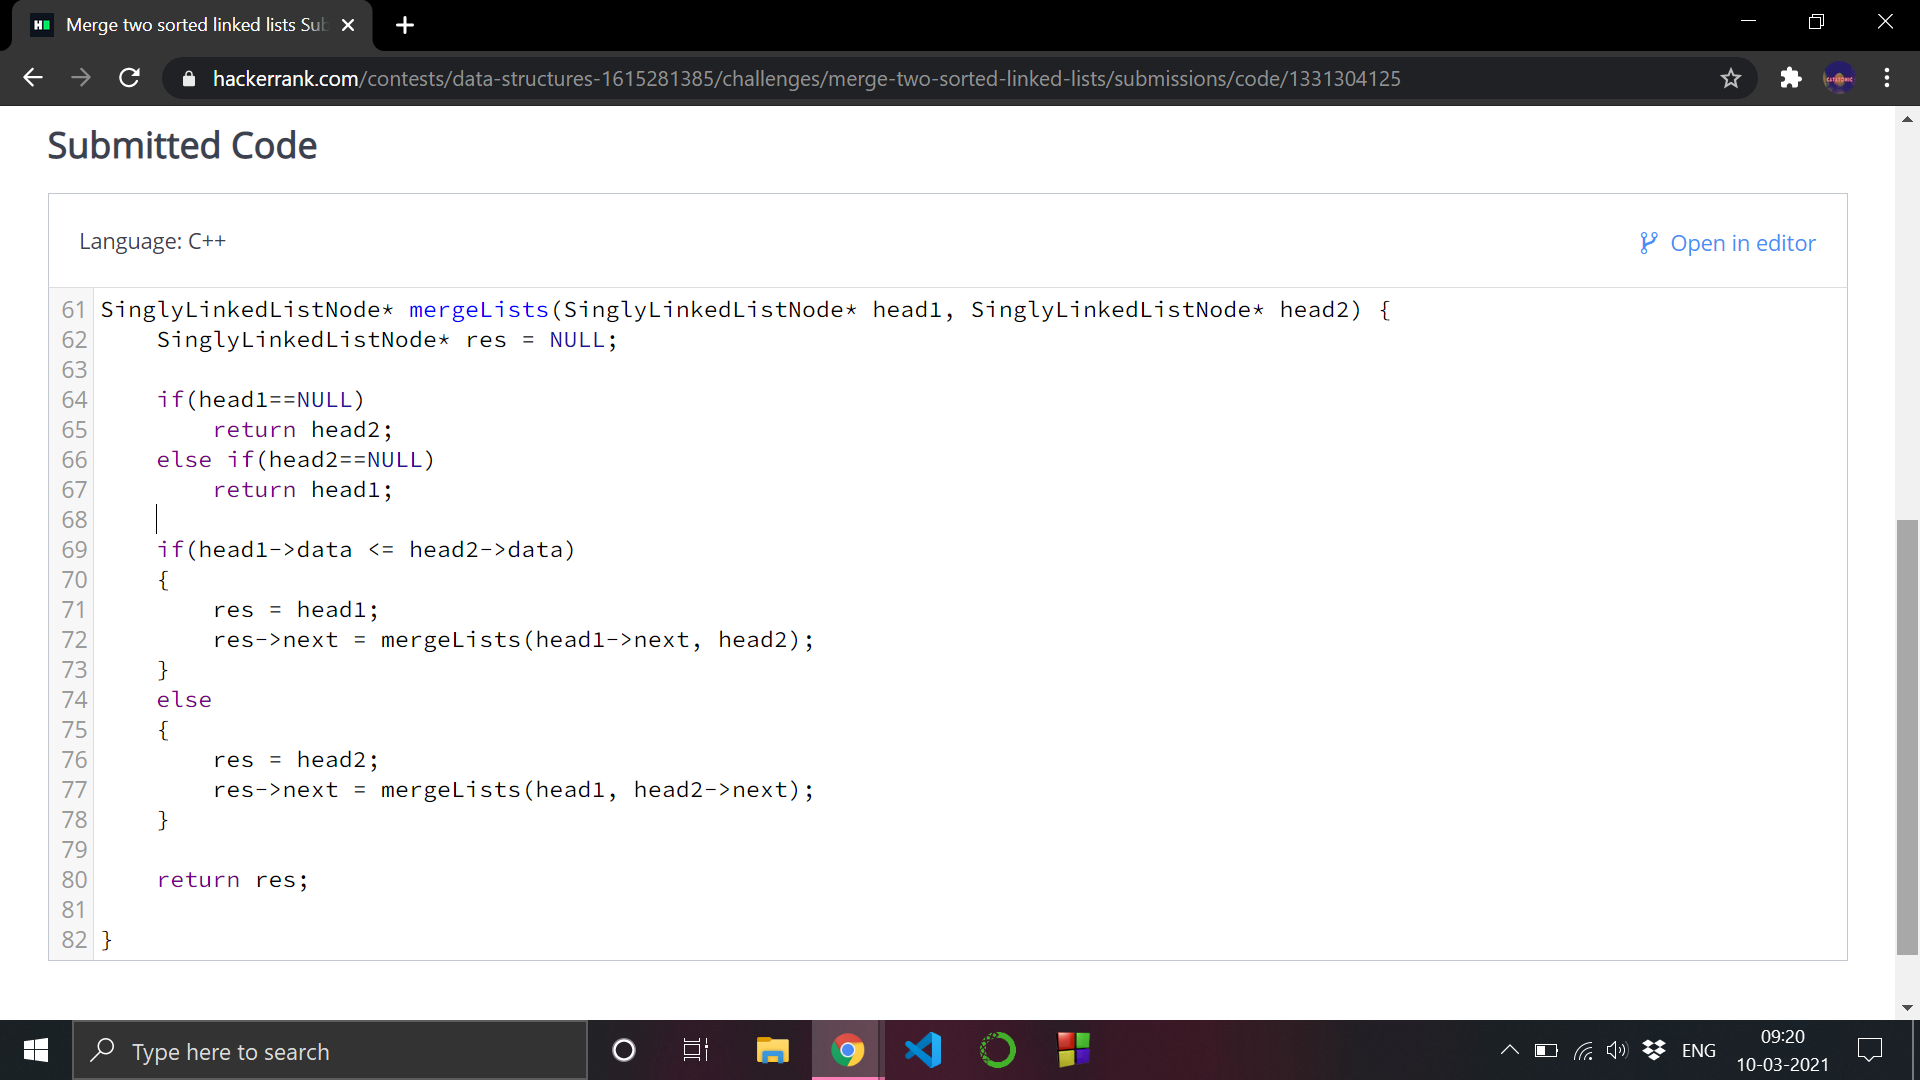 Merge two sorted linked lists Sub
hackerrank.com/contests/data-structures-1615281385/challenges/merge-two-sorted-linked-lists/submissions/code/1331304125
Submitted Code
Language: C++
Open in editor
61 SinglyLinkedListNode* mergeLists(SinglyLinkedListNode* head1, SinglyLinkedListNode* head2) {
62     SinglyLinkedListNode* res = NULL;
63
64     if(head1==NULL)
65         return head2;
66     else if(head2==NULL)
67         return head1;
68
69     if(head1->data <= head2->data)
70     {
71         res = head1;
72         res->next = mergeLists(head1->next, head2);
73     }
74     else
75     {
76         res = head2;
77         res->next = mergeLists(head1, head2->next);
78     }
79
80     return res;
81
82 }
Type here to search
ENG
09:20
10-03-2021